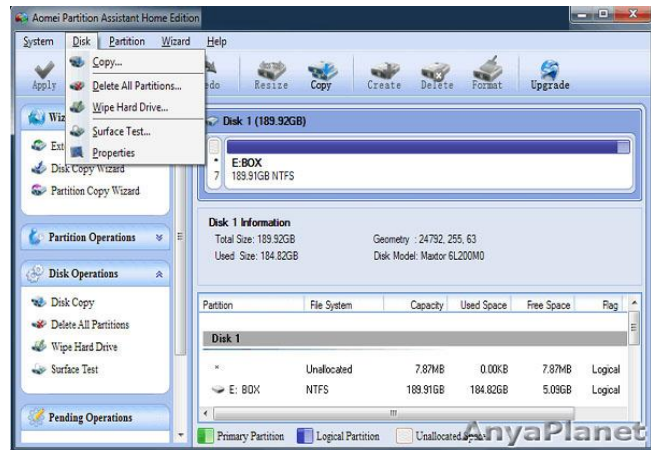 Aomei Partition Assistant Home Edition
System Disk Partition Wizard Help
Copy...
Delete All Partitions...
Wipe Hard Drive...
Surface Test...
Properties
Apply Resize Copy Create Delete Format Upgrade
Disk Copy Wizard
Partition Copy Wizard
Partition Operations
Disk Operations
Disk Copy
Delete All Partitions
Wipe Hard Drive
Surface Test
Pending Operations
Disk 1 (189.92GB)
* E:BOX
7 189.91GB NTFS
Disk 1 Information
Total Size: 189.92GB Geometry : 24792, 255, 63
Used Size: 184.82GB Disk Model: Maxtor 6L200M0
Partition File System Capacity Used Space Free Space Flag
Disk 1
* Unallocated 7.87MB 0.00KB 7.87MB Logical
E: BOX NTFS 189.91GB 184.82GB 5.09GB Logical
Primary Partition Logical Partition Unallocated Space
AnyaPlanet